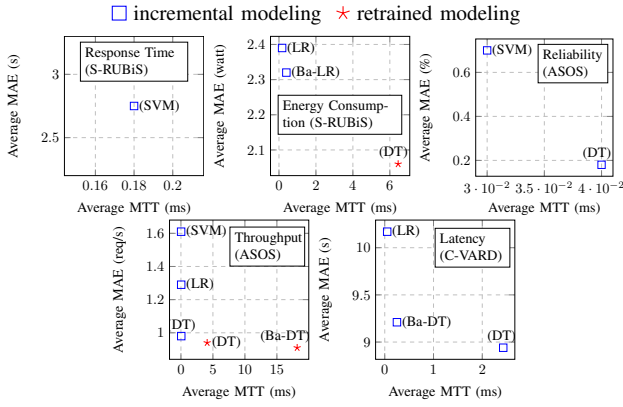 incremental modeling retrained modeling
Response Time
(S-RUBiS)
(SVM)
3
2.5
0.16 0.18 0.2
Average MTT (ms)
Average MAE (s)
(LR)
(Ba-LR)
Energy Consump-
tion (S-RUBiS)
(DT)
2.4
2.3
2.2
2.1
0 2 4 6
Average MTT (ms)
Average MAE (watt)
(SVM)
Reliability
(ASOS)
(DT)
0.6
0.4
0.2
3 · 10−2 3.5 · 10−2 4 · 10−2
Average MTT (ms)
Average MAE (%)
(SVM)
Throughput
(ASOS)
(LR)
DT)
(DT)
(Ba-DT)
1.6
1.4
1.2
1
0 5 10 15
Average MTT (ms)
Average MAE (req/s)
(LR)
Latency
(C-VARD)
(Ba-DT)
(DT)
10
9.5
9
0 1 2
Average MTT (ms)
Average MAE (s)